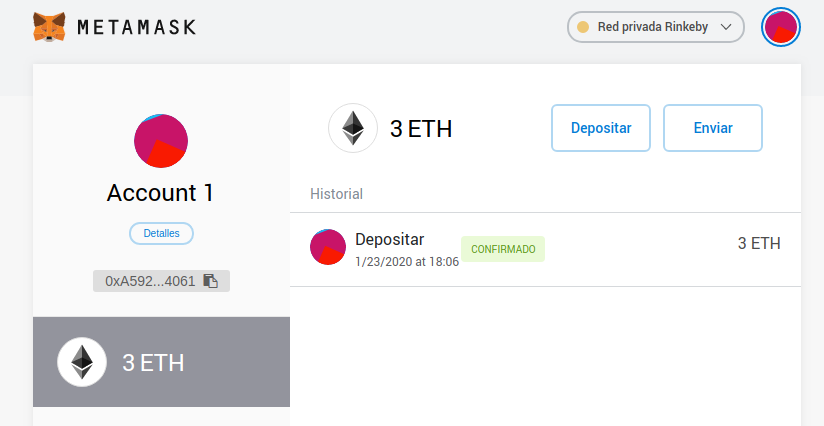 METAMASK
Red privada Rinkeby
Account 1
Detalles
0xA592...4061
3 ETH
3 ETH
Depositar
Enviar
Historial
Depositar
1/23/2020 at 18:06
CONFIRMADO
3 ETH